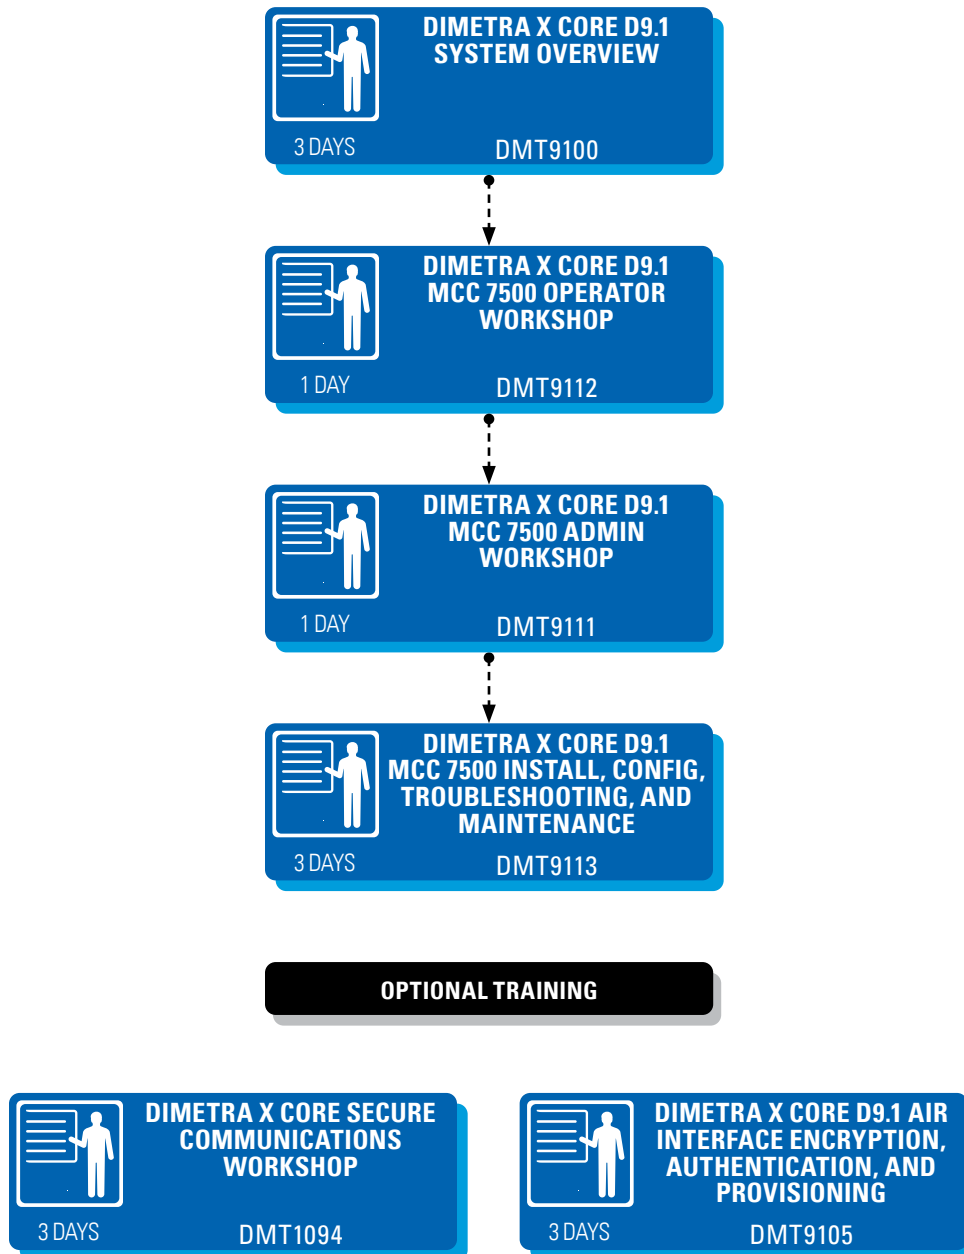 DIMETRA X CORE D9.1
SYSTEM OVERVIEW
3 DAYS
DMT9100
DIMETRA X CORE D9.1
MCC 7500 OPERATOR
WORKSHOP
1 DAY
DMT9112
DIMETRA X CORE D9.1
MCC 7500 ADMIN
WORKSHOP
1 DAY
DMT9111
DIMETRA X CORE D9.1
MCC 7500 INSTALL, CONFIG,
TROUBLESHOOTING, AND
MAINTENANCE
3 DAYS
DMT9113
OPTIONAL TRAINING
DIMETRA X CORE SECURE
COMMUNICATIONS
WORKSHOP
3 DAYS
DMT1094
DIMETRA X CORE D9.1 AIR
INTERFACE ENCRYPTION,
AUTHENTICATION, AND
PROVISIONING
3 DAYS
DMT9105